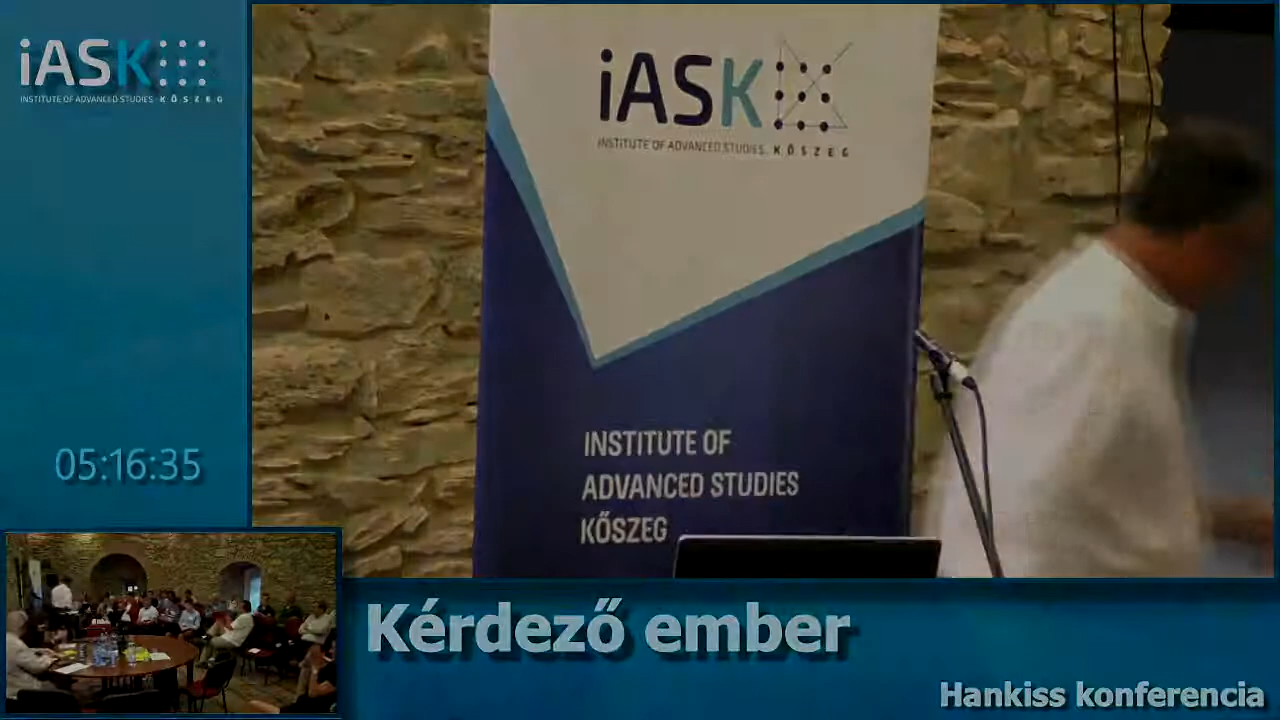 iASK
INSTITUTE OF ADVANCED STUDIES KŐSZEG
iASK
INSTITUTE OF ADVANCED STUDIES KŐSZEG
INSTITUTE OF
ADVANCED STUDIES
KŐSZEG
05:16:35
Kérdező ember
Hankiss konferencia